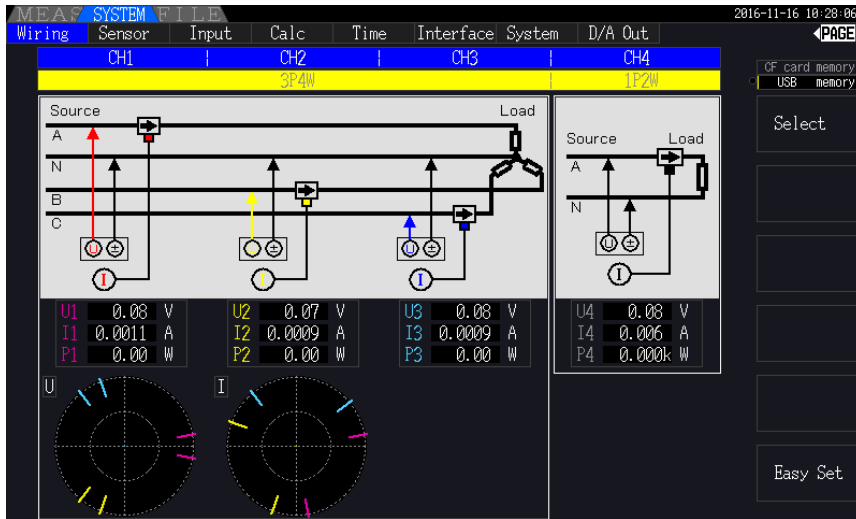 MEAS SYSTEM FILE 2016-11-16 10:28:06
Wiring Sensor Input Calc Time Interface System D/A Out PAGE
CH1 CH2 CH3 CH4
3P4W 1P2W
CF card memory
USB memory
Source Load
A
N
B
C
U ± U ± U ±
I I I
Source Load
A
N
U ±
I
Select
U1 0.08 V U2 0.07 V U3 0.08 V U4 0.08 V
I1 0.0011 A I2 0.0009 A I3 0.0009 A I4 0.006 A
P1 0.00 W P2 0.00 W P3 0.00 W P4 0.000k W
U I
Easy Set